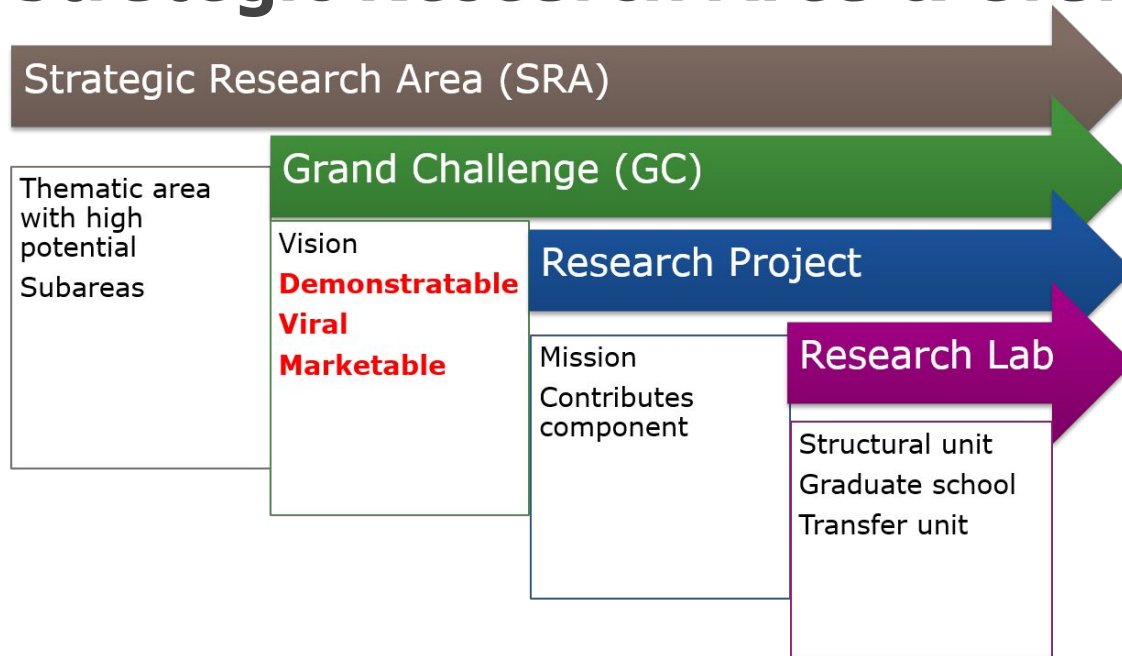 Strategic Research Area (SRA)
Thematic area
with high
potential
Subareas
Grand Challenge (GC)
Vision
Demonstratable
Viral
Marketable
Research Project
Mission
Contributes
component
Research Lab
Structural unit
Graduate school
Transfer unit